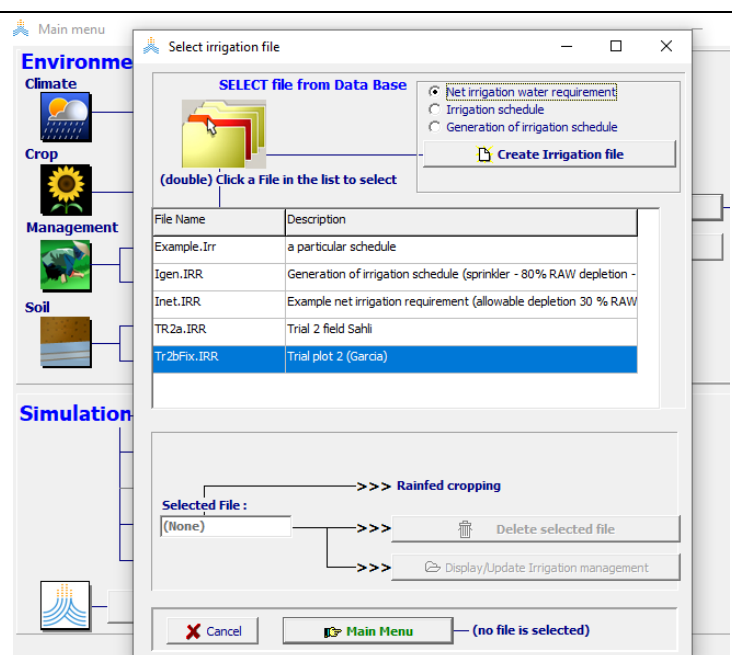 Main menu
Select irrigation file
Environme
Climate
Crop
Management
Soil
Simulation
SELECT file from Data Base
Net irrigation water requirement
Irrigation schedule
Generation of irrigation schedule
Create Irrigation file
(double) Click a File in the list to select
File Name Description
Example.Irr a particular schedule
Igen.IRR Generation of irrigation schedule (sprinkler - 80% RAW depletion -
Inet.IRR Example net irrigation requirement (allowable depletion 30 % RAW
TR2a.IRR Trial 2 field Sahli
Tr2bFix.IRR Trial plot 2 (Garcia)
>>> Rainfed cropping
Selected File :
(None)
>>> Delete selected file
>>> Display/Update Irrigation management
Cancel
Main Menu
(no file is selected)